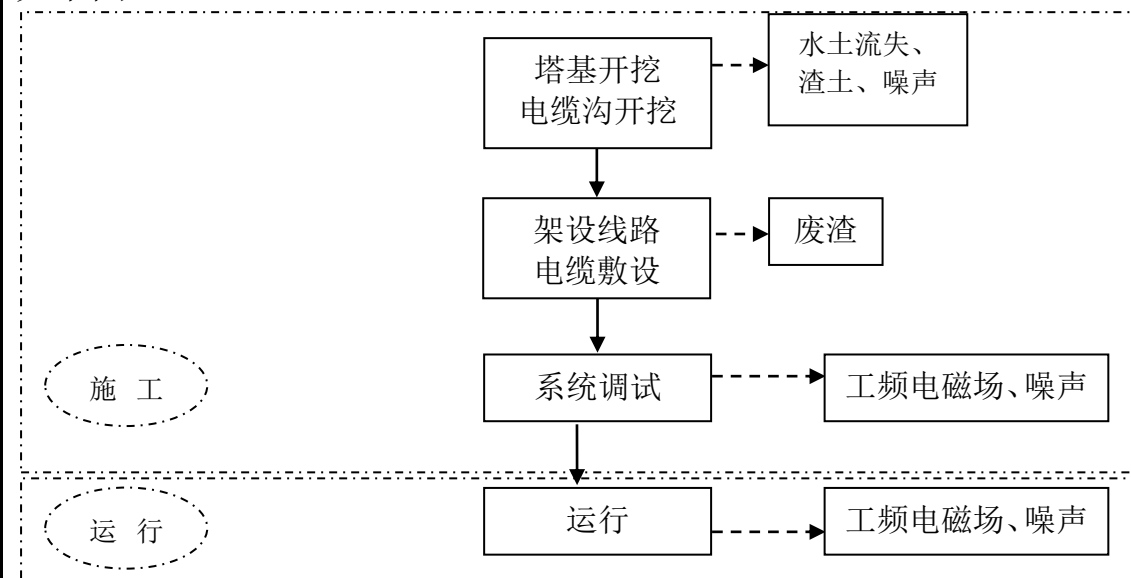 塔基开挖
电缆沟开挖
水土流失、
渣土、噪声
架设线路
电缆敷设
废渣
施 工
系统调试
工频电磁场、噪声
运 行
运行
工频电磁场、噪声